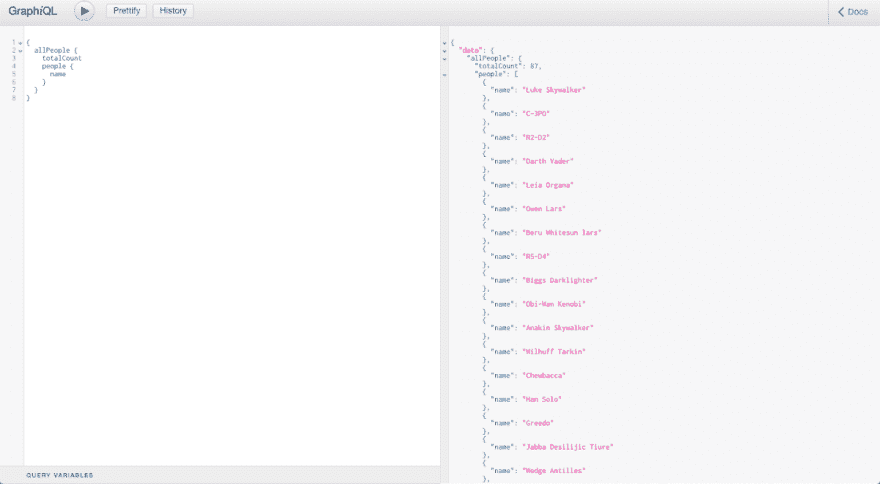 GraphiQL
Prettify
History
Docs
1 {
2 allPeople {
3 totalCount
4 people {
5 name
6 }
7 }
8 }
QUERY VARIABLES
{
"data": {
"allPeople": {
"totalCount": 87,
"people": [
{
"name": "Luke Skywalker"
},
{
"name": "C-3PO"
},
{
"name": "R2-D2"
},
{
"name": "Darth Vader"
},
{
"name": "Leia Organa"
},
{
"name": "Owen Lars"
},
{
"name": "Beru Whitesun lars"
},
{
"name": "R5-D4"
},
{
"name": "Biggs Darklighter"
},
{
"name": "Obi-Wan Kenobi"
},
{
"name": "Anakin Skywalker"
},
{
"name": "Wilhuff Tarkin"
},
{
"name": "Chewbacca"
},
{
"name": "Han Solo"
},
{
"name": "Greedo"
},
{
"name": "Jabba Desilijic Tiure"
},
{
"name": "Wedge Antilles"
},